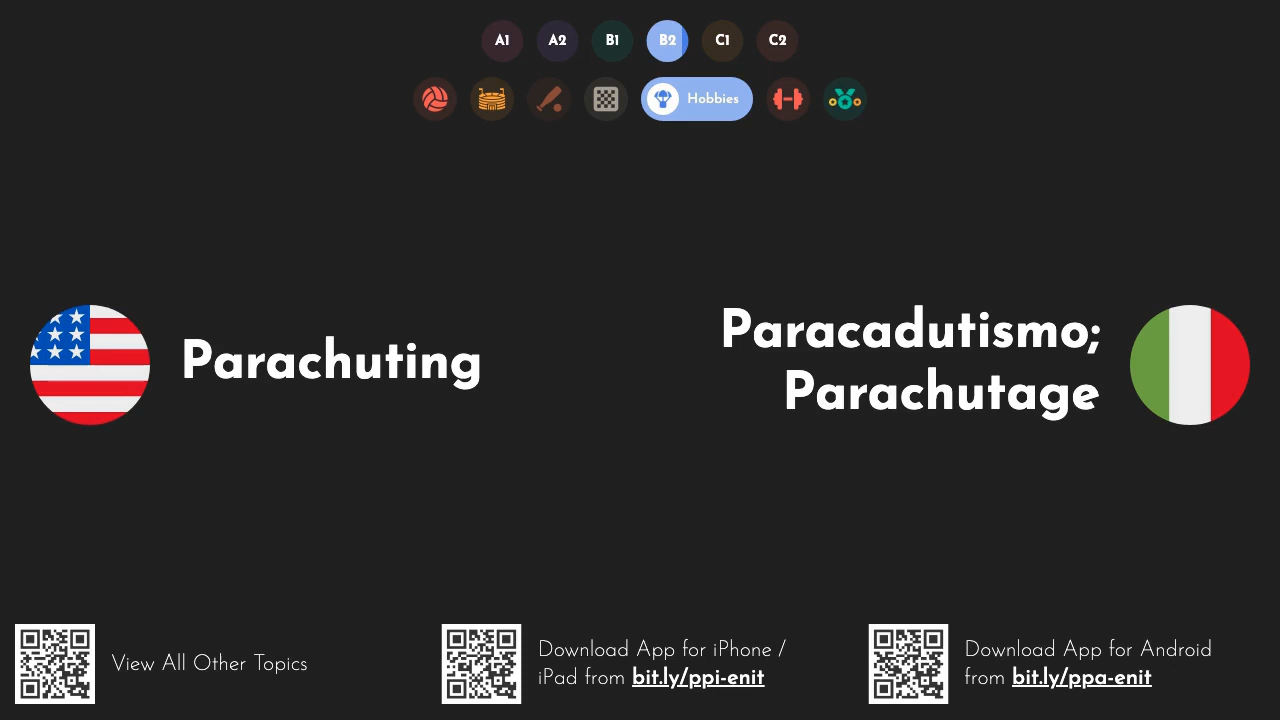 A1 A2 B1 B2 C1 C2
Hobbies
Parachuting
Paracadutismo;
Parachutage
View All Other Topics
Download App for iPhone /
iPad from bit.ly/ppi-enit
Download App for Android
from bit.ly/ppa-enit